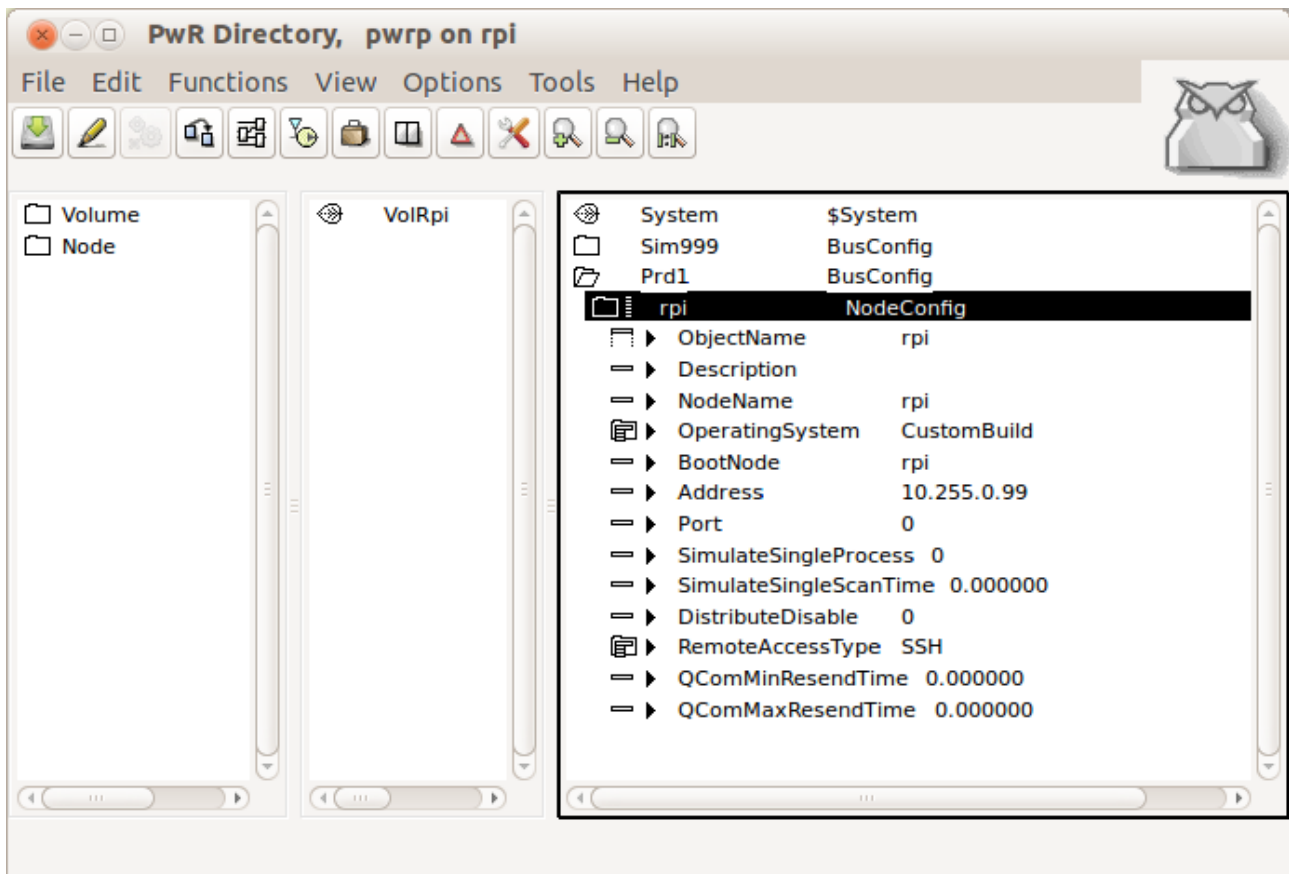 PwR Directory, pwrp on rpi
File Edit Functions View Options Tools Help
1:1
Volume
Node
VolRpi
System $System
Sim999 BusConfig
Prd1 BusConfig
rpi NodeConfig
ObjectName rpi
Description
NodeName rpi
OperatingSystem CustomBuild
BootNode rpi
Address 10.255.0.99
Port 0
SimulateSingleProcess 0
SimulateSingleScanTime 0.000000
DistributeDisable 0
RemoteAccessType SSH
QComMinResendTime 0.000000
QComMaxResendTime 0.000000